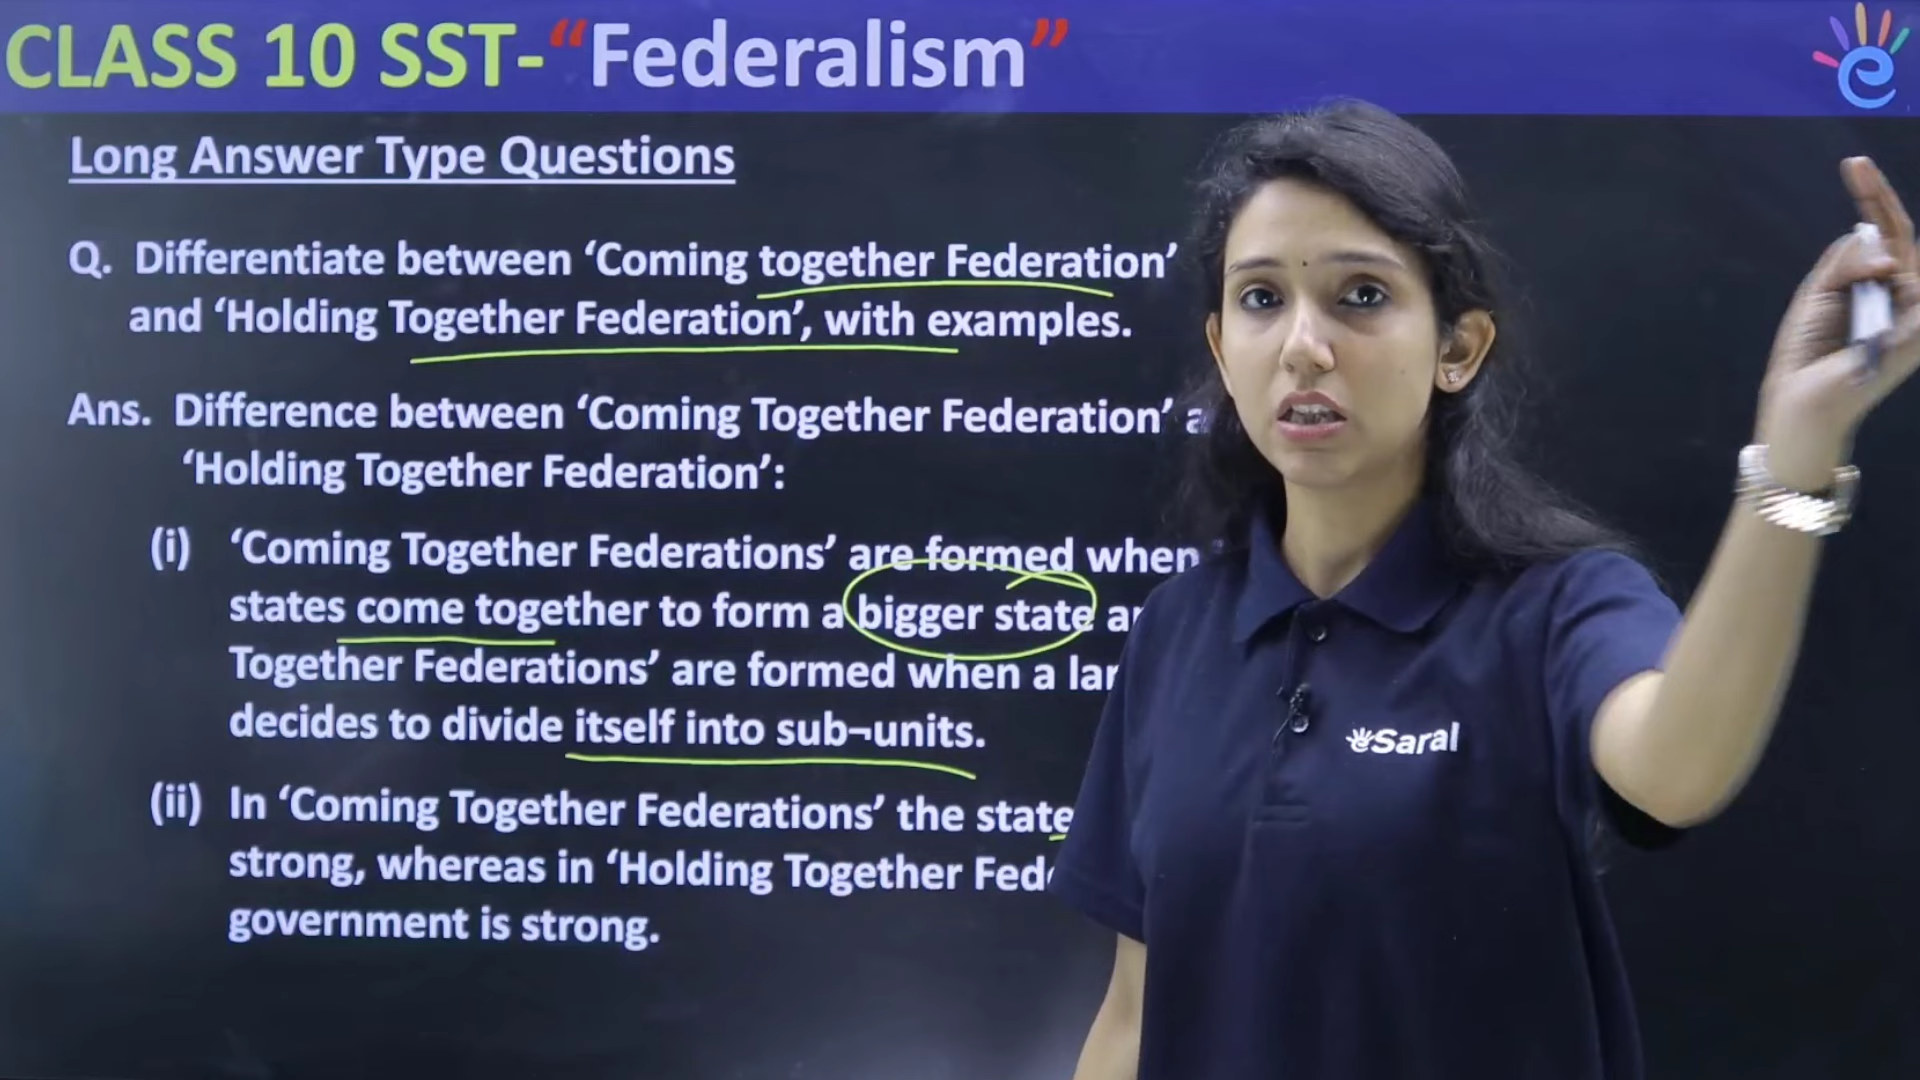 CLASS 10 SST-“Federalism”
e
Long Answer Type Questions
Q. Differentiate between ‘Coming together Federation’
and ‘Holding Together Federation’, with examples.
Ans. Difference between ‘Coming Together Federation’
‘Holding Together Federation’:
(i) ‘Coming Together Federations’ are formed when
states come together to form a bigger state
Together Federations’ are formed when a
decides to divide itself into sub¬units.
(ii) In ‘Coming Together Federations’ the state
strong, whereas in ‘Holding Together
government is strong.
eSaral